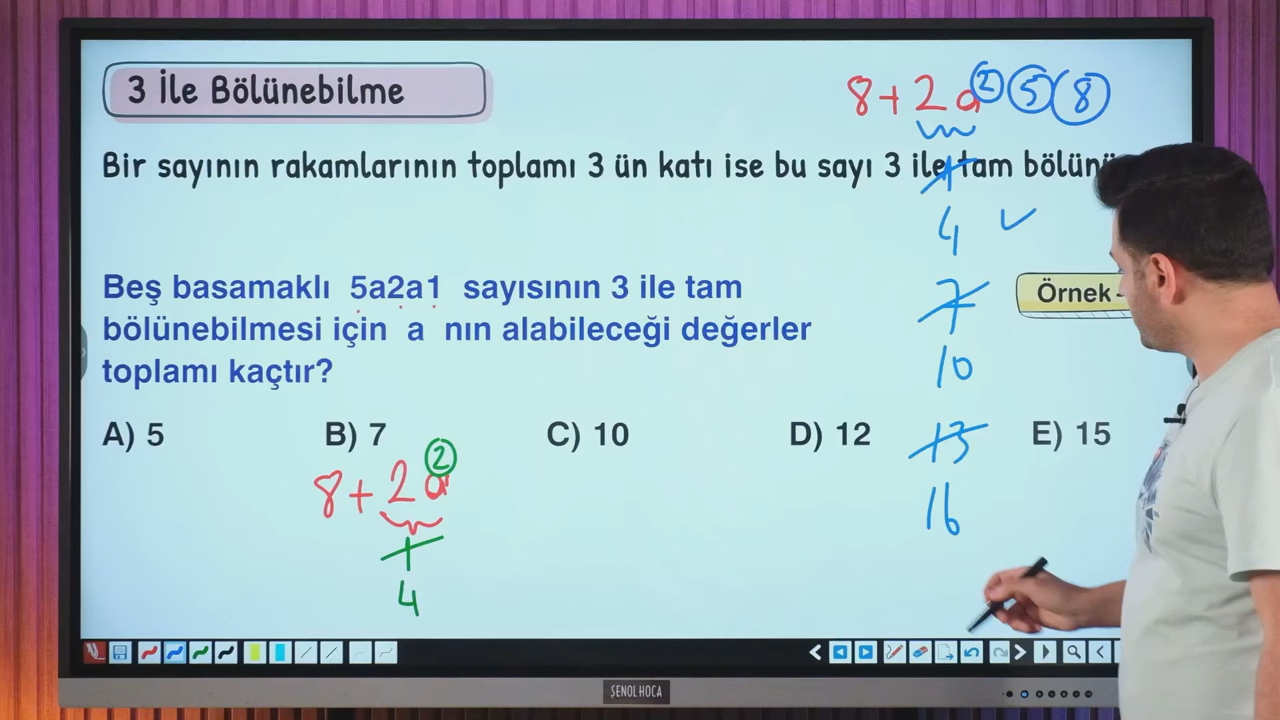 3 İle Bölünebilme
8+2a 2 5 8
Bir sayının rakamlarının toplamı 3 ün katı ise bu sayı 3 ile tam
1
4
7
10
13
16
Beş basamaklı 5a2a1 sayısının 3 ile tam
bölünebilmesi için a nın alabileceği değerler
toplamı kaçtır?
Örnek-
A) 5 B) 7 C) 10 D) 12 E) 15
8+2a 2
1
4
ŞENOL HOCA